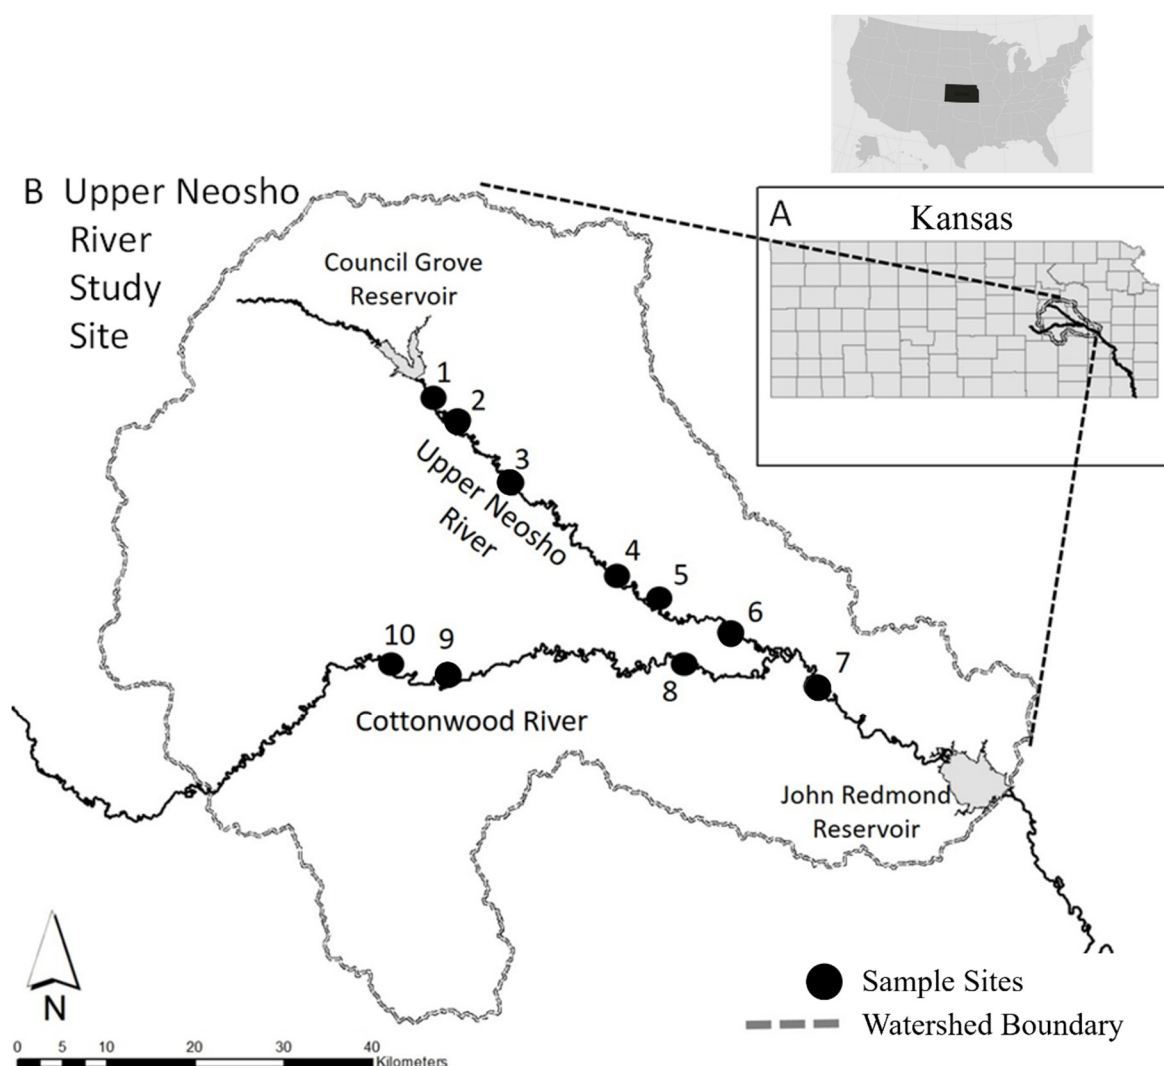 B Upper Neosho
River
Study
Site
A
Kansas
Council Grove
Reservoir
1
2
3
Upper Neosho
River
4
5
6
7
10
9
8
Cottonwood River
John Redmond
Reservoir
N
Sample Sites
Watershed Boundary
0 5 10 20 30 40
Kilometers